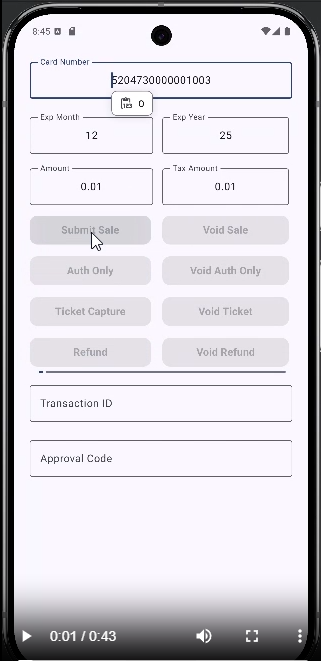 8:45
Card Number
5204730000001003
0
Exp Month
Exp Year
12
25
Amount
Tax Amount
0.01
0.01
Submit Sale
Void Sale
Auth Only
Void Auth Only
Ticket Capture
Void Ticket
Refund
Void Refund
Transaction ID
Approval Code
0:01 / 0:43